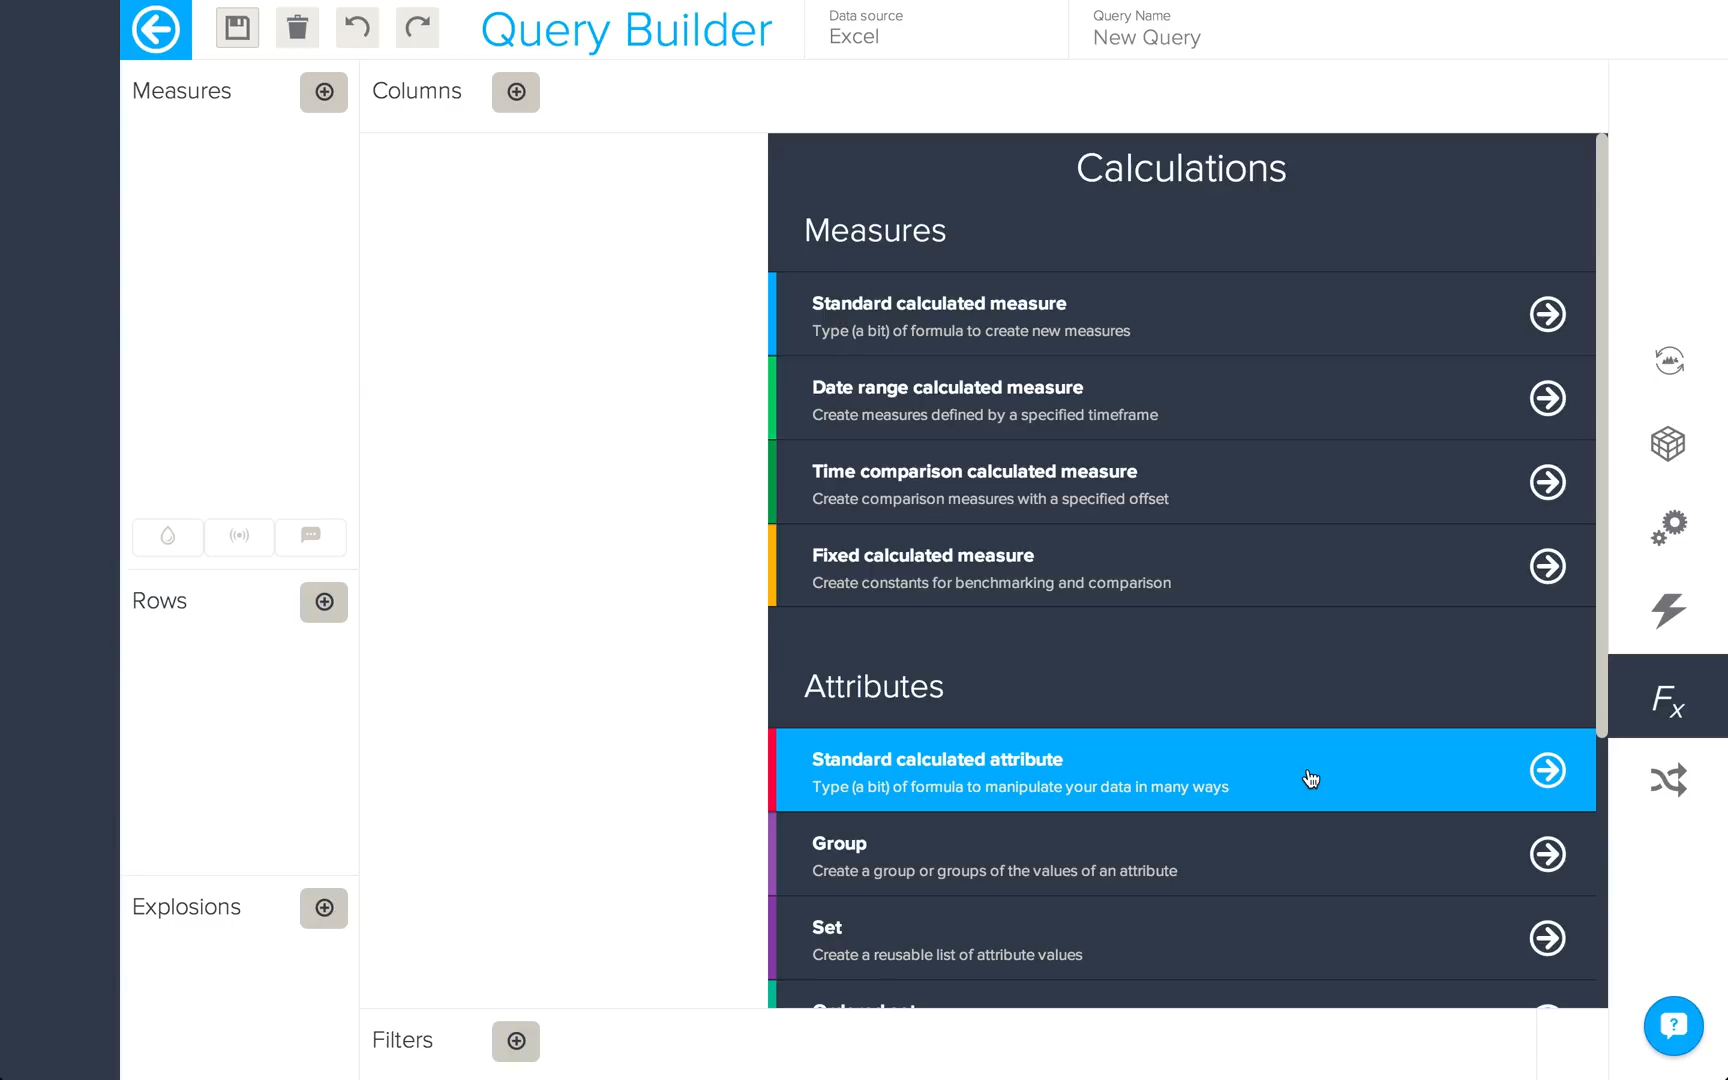 Query Builder
Data source
Excel
Query Name
New Query
Measures
Columns
Calculations
Measures
Standard calculated measure
Type (a bit) of formula to create new measures
Date range calculated measure
Create measures defined by a specified timeframe
Time comparison calculated measure
Create comparison measures with a specified offset
Fixed calculated measure
Create constants for benchmarking and comparison
Rows
Attributes
Fx
Standard calculated attribute
Type (a bit) of formula to manipulate your data in many ways
Group
Create a group or groups of the values of an attribute
Explosions
Set
Create a reusable list of attribute values
Filters
?